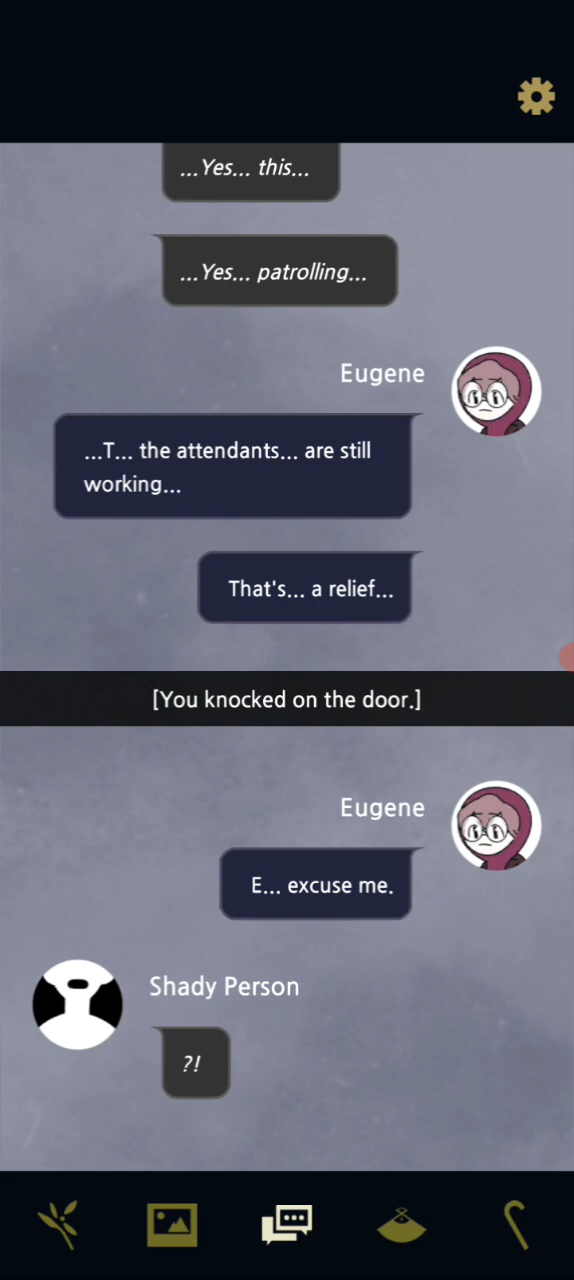 ...Yes... this...
...Yes... patrolling...
Eugene
...T... the attendants... are still
working...
That's... a relief...
[You knocked on the door.]
Eugene
E... excuse me.
Shady Person
?!